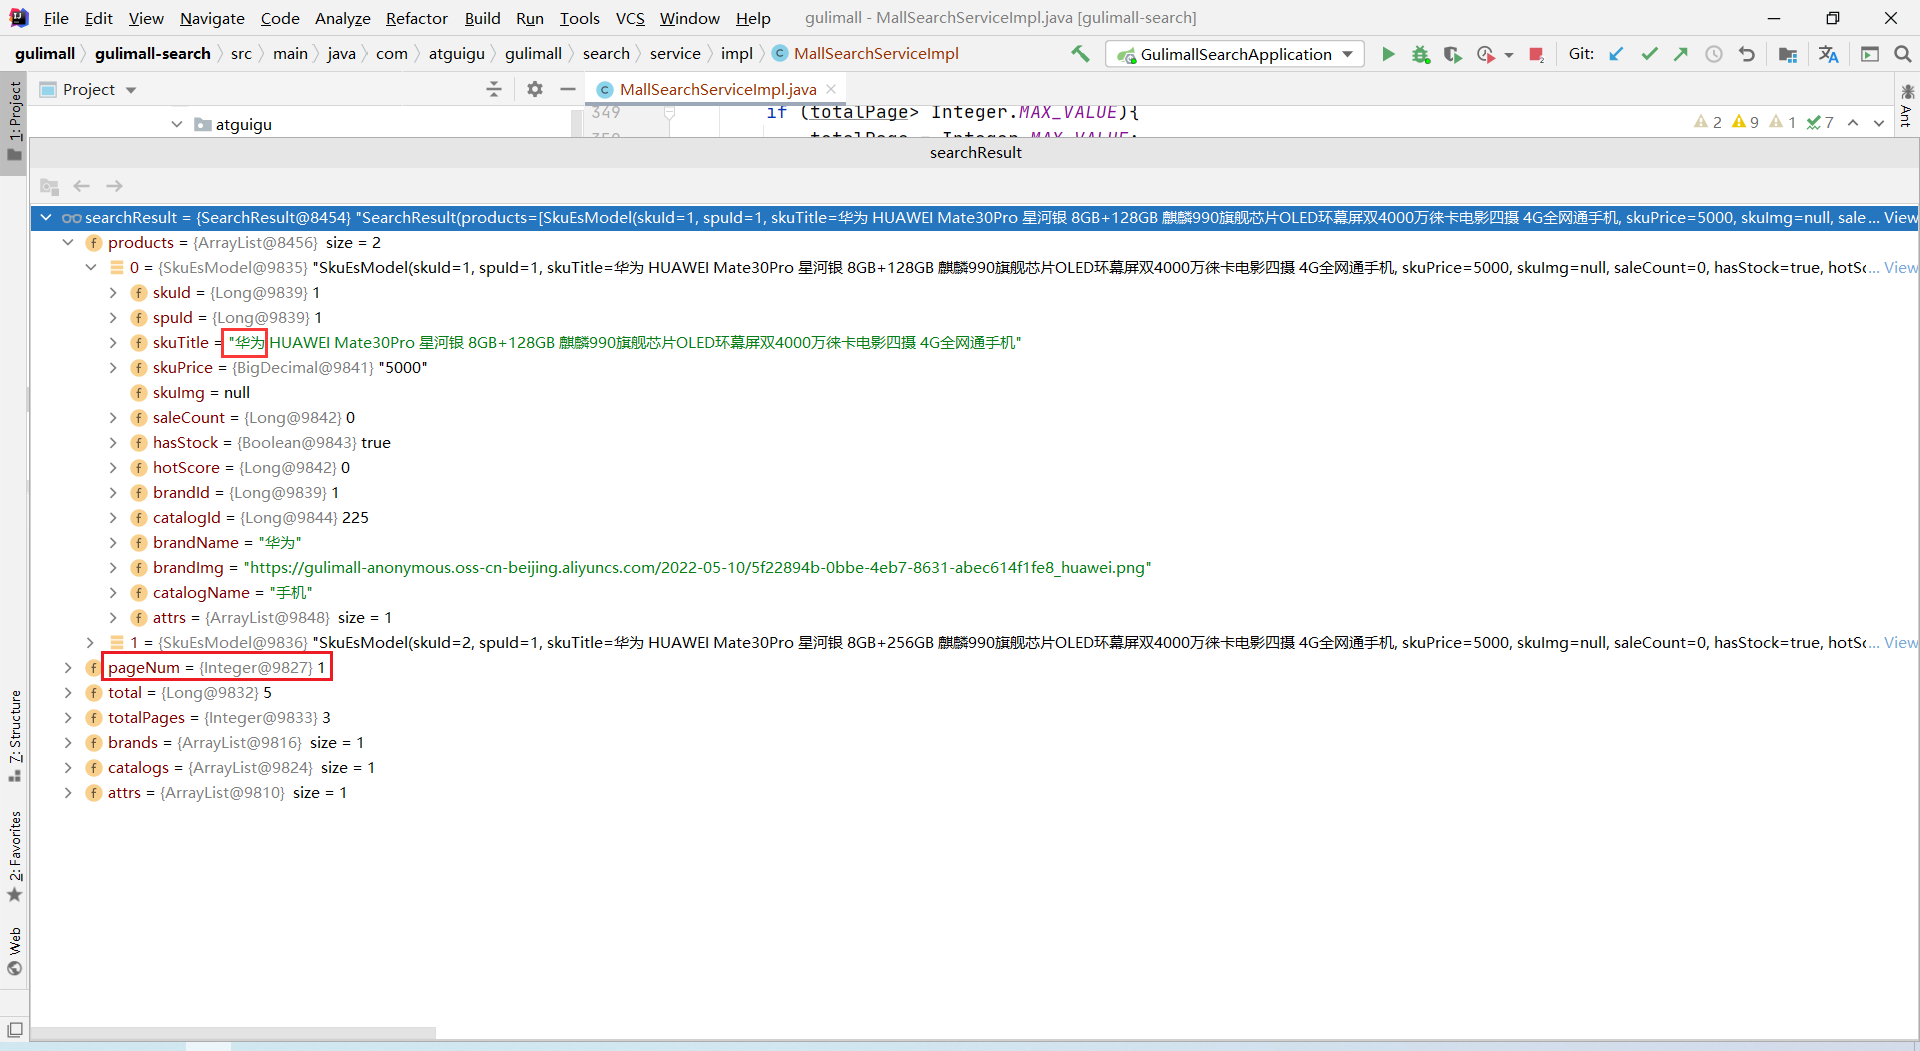 File Edit View Navigate Code Analyze Refactor Build Run Tools VCS Window Help gulimall - MallSearchServiceImpl.java [gulimall-search]
gulimall gulimall-search src main java com atguigu gulimall search service impl MallSearchServiceImpl GulimallSearchApplication Git:
1: Project
Project
MallSearchServiceImpl.java
Ant
349 if (totalPage> Integer.MAX_VALUE){
atguigu
2 9 1 7
350 totalPage = Integer.MAX_VALUE;
searchResult
searchResult = {SearchResult@8454} "SearchResult(products=[SkuEsModel(skuId=1, spuId=1, skuTitle=华为 HUAWEI Mate30Pro 星河银 8GB+128GB 麒麟990旗舰芯片OLED环幕屏双4000万徕卡电影四摄 4G全网通手机, skuPrice=5000, skuImg=null, sale... View
products = {ArrayList@8456} size = 2
0 = {SkuEsModel@9835} "SkuEsModel(skuId=1, spuId=1, skuTitle=华为 HUAWEI Mate30Pro 星河银 8GB+128GB 麒麟990旗舰芯片OLED环幕屏双4000万徕卡电影四摄 4G全网通手机, skuPrice=5000, skuImg=null, saleCount=0, hasStock=true, hotSc... View
skuId = {Long@9839} 1
spuId = {Long@9839} 1
skuTitle = "华为 HUAWEI Mate30Pro 星河银 8GB+128GB 麒麟990旗舰芯片OLED环幕屏双4000万徕卡电影四摄 4G全网通手机"
skuPrice = {BigDecimal@9841} "5000"
skuImg = null
saleCount = {Long@9842} 0
hasStock = {Boolean@9843} true
hotScore = {Long@9842} 0
brandId = {Long@9839} 1
catalogId = {Long@9844} 225
brandName = "华为"
brandImg = "https://gulimall-anonymous.oss-cn-beijing.aliyuncs.com/2022-05-10/5f22894b-0bbe-4eb7-8631-abec614f1fe8_huawei.png"
catalogName = "手机"
attrs = {ArrayList@9848} size = 1
1 = {SkuEsModel@9836} "SkuEsModel(skuId=2, spuId=1, skuTitle=华为 HUAWEI Mate30Pro 星河银 8GB+256GB 麒麟990旗舰芯片OLED环幕屏双4000万徕卡电影四摄 4G全网通手机, skuPrice=5000, skuImg=null, saleCount=0, hasStock=true, hotSc... View
pageNum = {Integer@9827} 1
total = {Long@9832} 5
totalPages = {Integer@9833} 3
brands = {ArrayList@9816} size = 1
catalogs = {ArrayList@9824} size = 1
attrs = {ArrayList@9810} size = 1
7: Structure
2: Favorites
Web